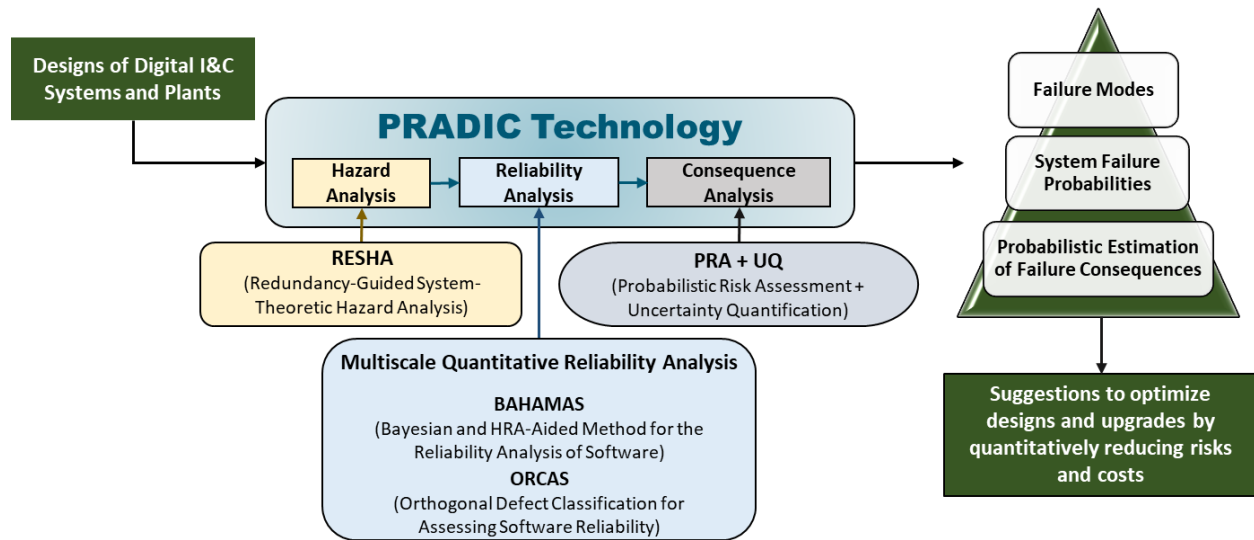 Designs of Digital I&C
Systems and Plants
PRADIC Technology
Hazard
Analysis
Reliability
Analysis
Consequence
Analysis
RESHA
(Redundancy-Guided System-
Theoretic Hazard Analysis)
PRA + UQ
(Probabilistic Risk Assessment +
Uncertainty Quantification)
Multiscale Quantitative Reliability Analysis
BAHAMAS
(Bayesian and HRA-Aided Method for the
Reliability Analysis of Software)
ORCAS
(Orthogonal Defect Classification for
Assessing Software Reliability)
Failure Modes
System Failure
Probabilities
Probabilistic Estimation
of Failure Consequences
Suggestions to optimize
designs and upgrades by
quantitatively reducing risks
and costs